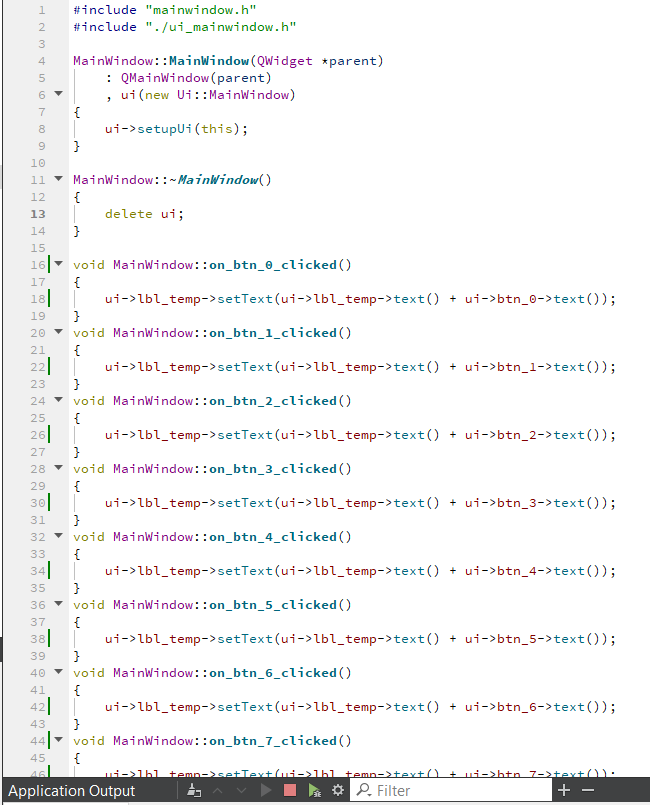 1 #include "mainwindow.h"
2 #include "./ui_mainwindow.h"
3
4 MainWindow::MainWindow(QWidget *parent)
5     : QMainWindow(parent)
6     , ui(new Ui::MainWindow)
7 {
8     ui->setupUi(this);
9 }
10
11 MainWindow::~MainWindow()
12 {
13     delete ui;
14 }
15
16 void MainWindow::on_btn_0_clicked()
17 {
18     ui->lbl_temp->setText(ui->lbl_temp->text() + ui->btn_0->text());
19 }
20 void MainWindow::on_btn_1_clicked()
21 {
22     ui->lbl_temp->setText(ui->lbl_temp->text() + ui->btn_1->text());
23 }
24 void MainWindow::on_btn_2_clicked()
25 {
26     ui->lbl_temp->setText(ui->lbl_temp->text() + ui->btn_2->text());
27 }
28 void MainWindow::on_btn_3_clicked()
29 {
30     ui->lbl_temp->setText(ui->lbl_temp->text() + ui->btn_3->text());
31 }
32 void MainWindow::on_btn_4_clicked()
33 {
34     ui->lbl_temp->setText(ui->lbl_temp->text() + ui->btn_4->text());
35 }
36 void MainWindow::on_btn_5_clicked()
37 {
38     ui->lbl_temp->setText(ui->lbl_temp->text() + ui->btn_5->text());
39 }
40 void MainWindow::on_btn_6_clicked()
41 {
42     ui->lbl_temp->setText(ui->lbl_temp->text() + ui->btn_6->text());
43 }
44 void MainWindow::on_btn_7_clicked()
45 {
46     ui->lbl_temp->setText(ui->lbl_temp->text() + ui->btn_7->text());
Application Output Filter